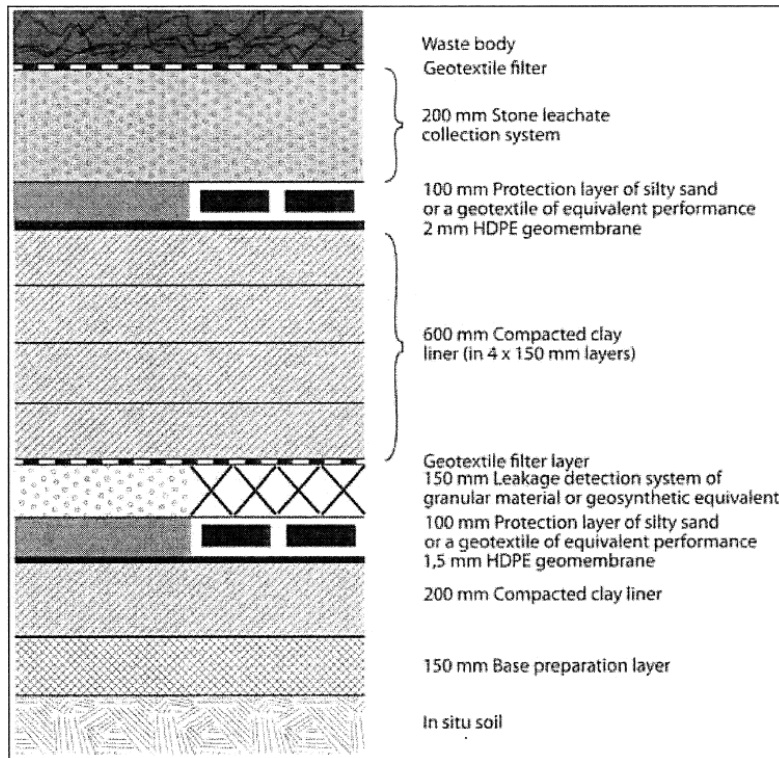 Waste body
Geotextile filter
200 mm Stone leachate
collection system
100 mm Protection layer of silty sand
or a geotextile of equivalent performance
2 mm HDPE geomembrane
600 mm Compacted clay
liner (in 4 x 150 mm layers)
Geotextile filter layer
150 mm Leakage detection system of
granular material or geosynthetic equivalent
100 mm Protection layer of silty sand
or a geotextile of equivalent performance
1,5 mm HDPE geomembrane
200 mm Compacted clay liner
150 mm Base preparation layer
In situ soil